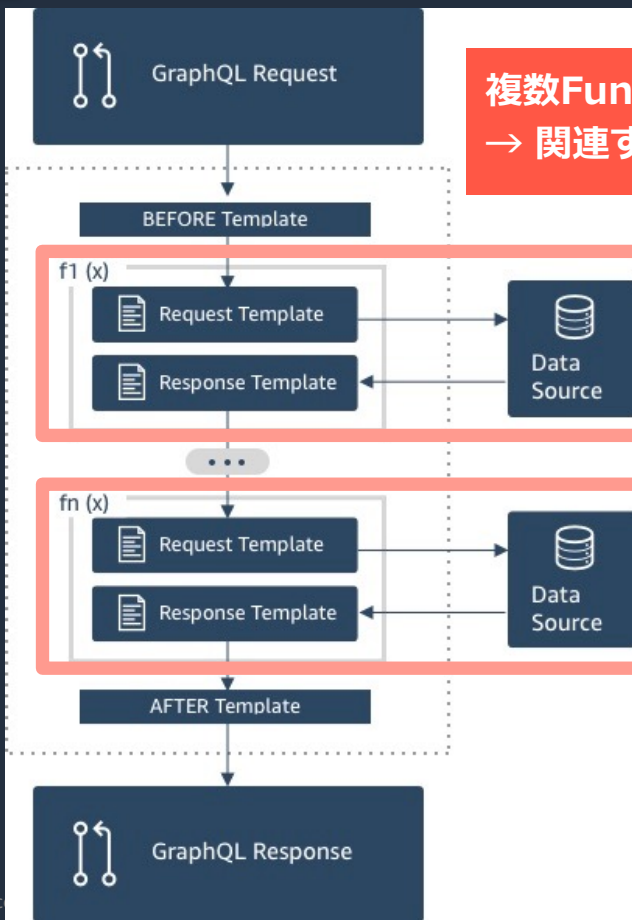 GraphQL Request
複数Fun
→ 関連す
BEFORE Template
f1 (x)
Request Template
Response Template
Data
Source
fn (x)
Request Template
Response Template
Data
Source
AFTER Template
GraphQL Response